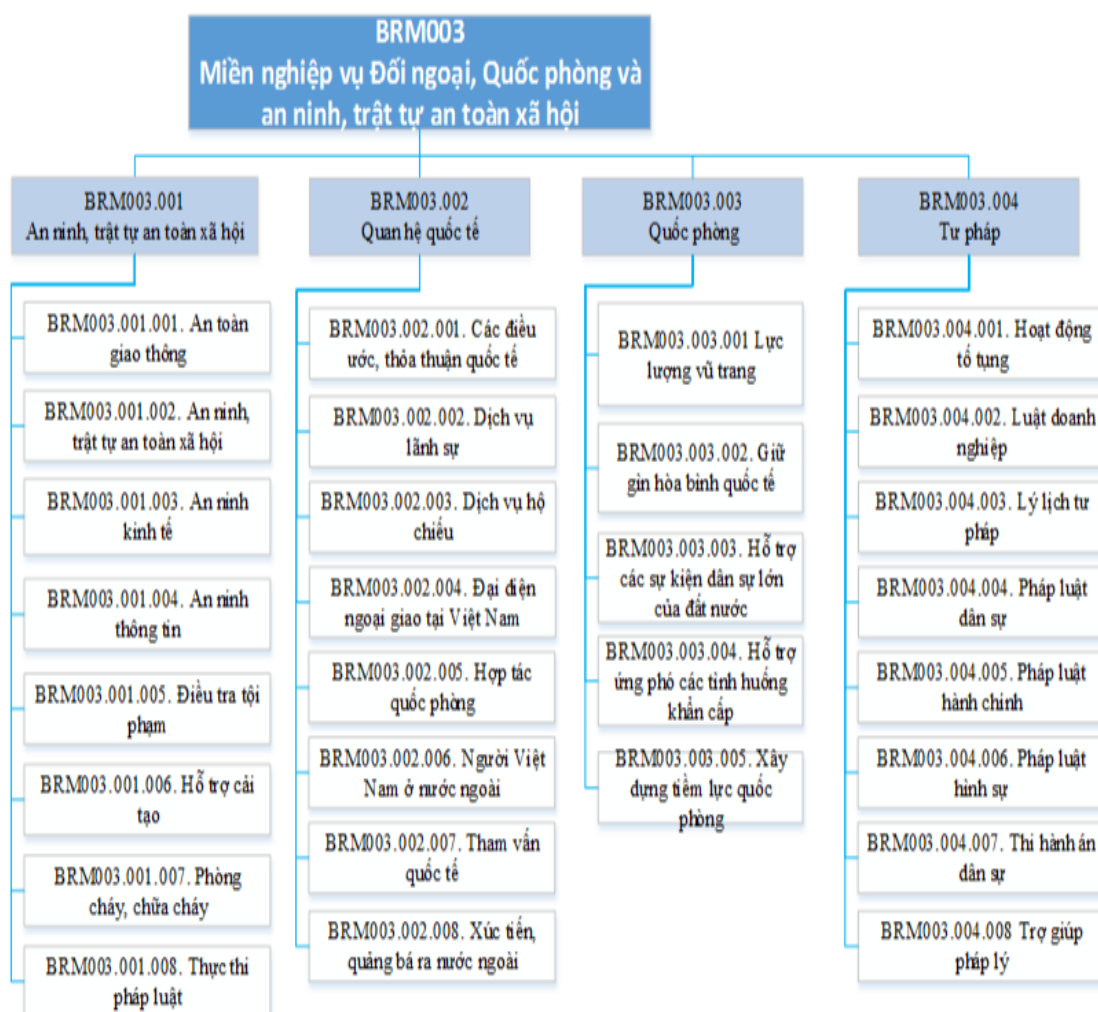 BRM003
Miền nghiệp vụ Đối ngoại, Quốc phòng và
an ninh, trật tự an toàn xã hội
BRM003.001
An ninh, trật tự an toàn xã hội
BRM003.001.001. An toàn
giao thông
BRM003.001.002. An ninh,
trật tự an toàn xã hội
BRM003.001.003. An ninh
kinh tế
BRM003.001.004. An ninh
thông tin
BRM003.001.005. Điều tra tội
phạm
BRM003.001.006. Hỗ trợ cải
tạo
BRM003.001.007. Phòng
cháy, chữa cháy
BRM003.001.008. Thực thi
pháp luật
BRM003.002
Quan hệ quốc tế
BRM003.002.001. Các điều
ước, thỏa thuận quốc tế
BRM003.002.002. Dịch vụ
lãnh sự
BRM003.002.003. Dịch vụ hộ
chiếu
BRM003.002.004. Đại diện
ngoại giao tại Việt Nam
BRM003.002.005. Hợp tác
quốc phòng
BRM003.002.006. Người Việt
Nam ở nước ngoài
BRM003.002.007. Tham vấn
quốc tế
BRM003.002.008. Xúc tiến,
quảng bá ra nước ngoài
BRM003.003
Quốc phòng
BRM003.003.001 Lực
lượng vũ trang
BRM003.003.002. Giữ
gìn hòa bình quốc tế
BRM003.003.003. Hỗ trợ
các sự kiện dân sự lớn
của đất nước
BRM003.003.004. Hỗ trợ
ứng phó các tình huống
khẩn cấp
BRM003.003.005. Xây
dựng tiềm lực quốc
phòng
BRM003.004
Tư pháp
BRM003.004.001. Hoạt động
tố tụng
BRM003.004.002. Luật doanh
nghiệp
BRM003.004.003. Lý lịch tư
pháp
BRM003.004.004. Pháp luật
dân sự
BRM003.004.005. Pháp luật
hành chính
BRM003.004.006. Pháp luật
hình sự
BRM003.004.007. Thi hành án
dân sự
BRM003.004.008 Trợ giúp
pháp lý